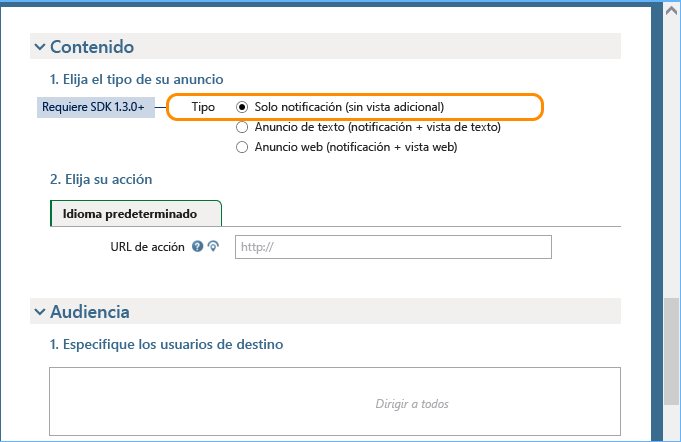 Contenido
1. Elija el tipo de su anuncio
Requiere SDK 1.3.0+ Tipo Solo notificación (sin vista adicional)
Anuncio de texto (notificación + vista de texto)
Anuncio web (notificación + vista web)
2. Elija su acción
Idioma predeterminado
URL de acción ? http://
Audiencia
1. Especifique los usuarios de destino
Dirigir a todos